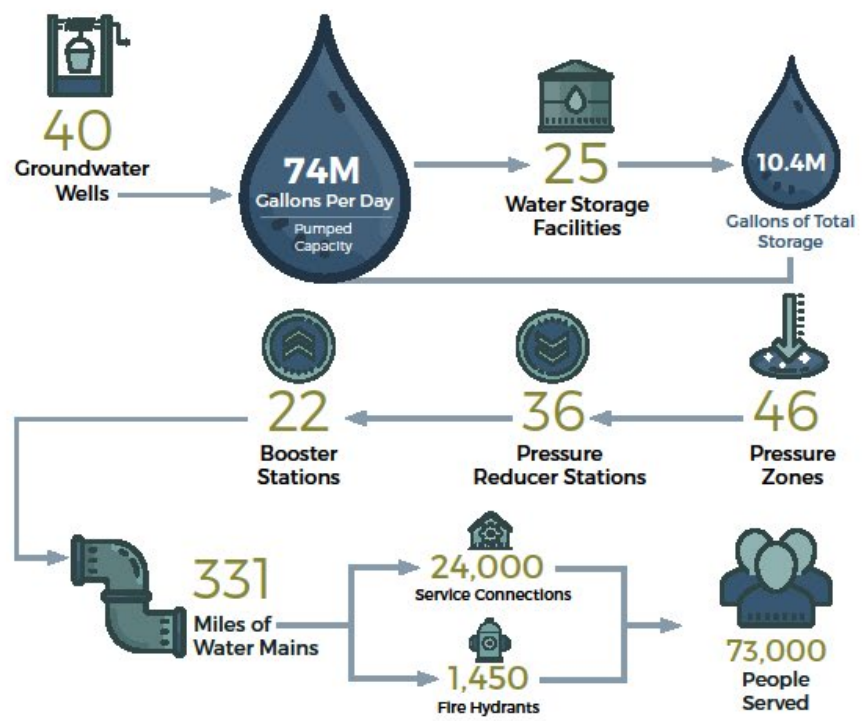 40
Groundwater
Wells
74M
Gallons Per Day
Pumped
Capacity
25
Water Storage
Facilities
10.4M
Gallons of Total
Storage
46
Pressure
Zones
36
Pressure
Reducer Stations
22
Booster
Stations
331
Miles of
Water Mains
24,000
Service Connections
1,450
Fire Hydrants
73,000
People
Served